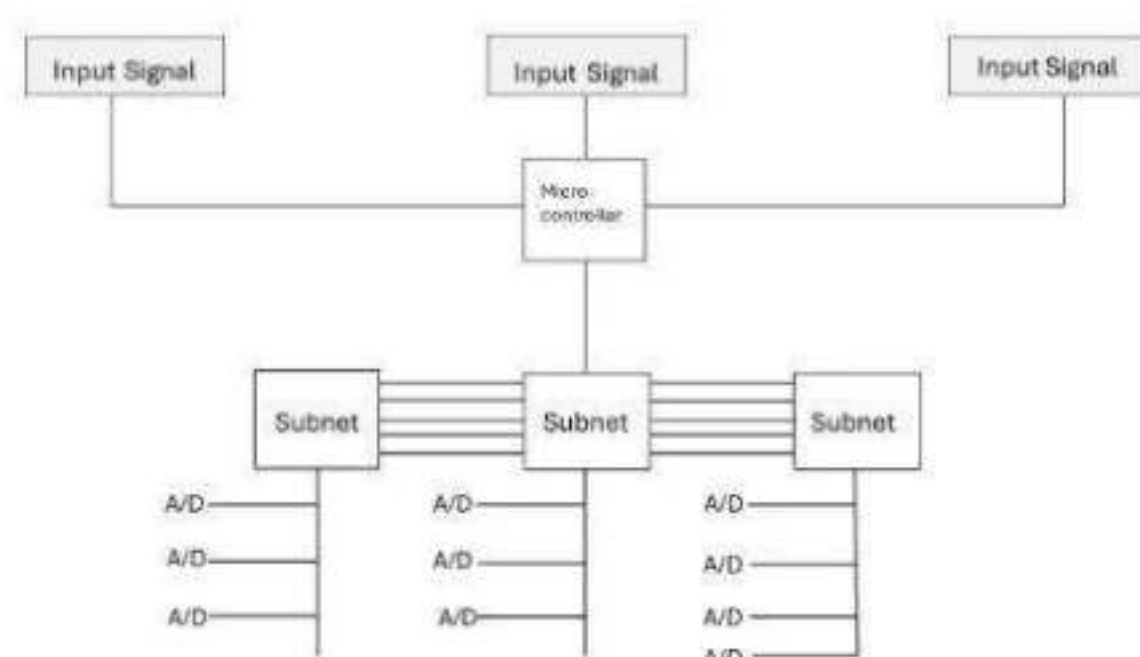 Input Signal
Input Signal
Input Signal
Micro
controller
Subnet
Subnet
Subnet
A/D
A/D
A/D
A/D
A/D
A/D
A/D
A/D
A/D
A/D